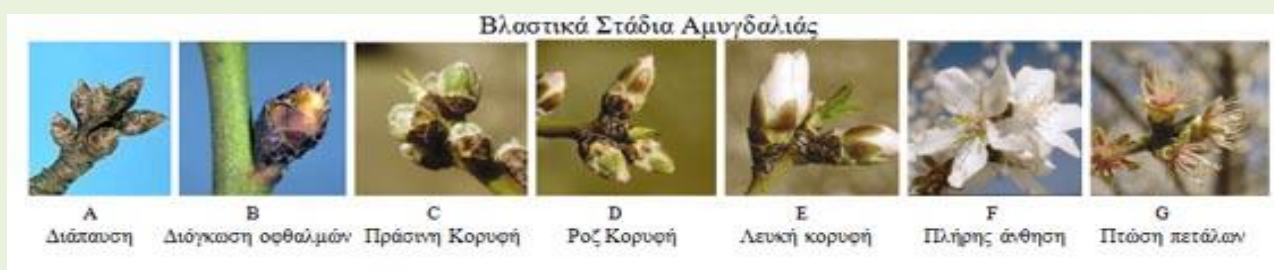 Βλαστικά Στάδια Αμυγδαλιάς
A B C D E F G
Διάπαυση Διόγκωση οφθαλμών Πράσινη Κορυφή Ροζ Κορυφή Λευκή κορυφή Πλήρης άνθηση Πτώση πετάλων